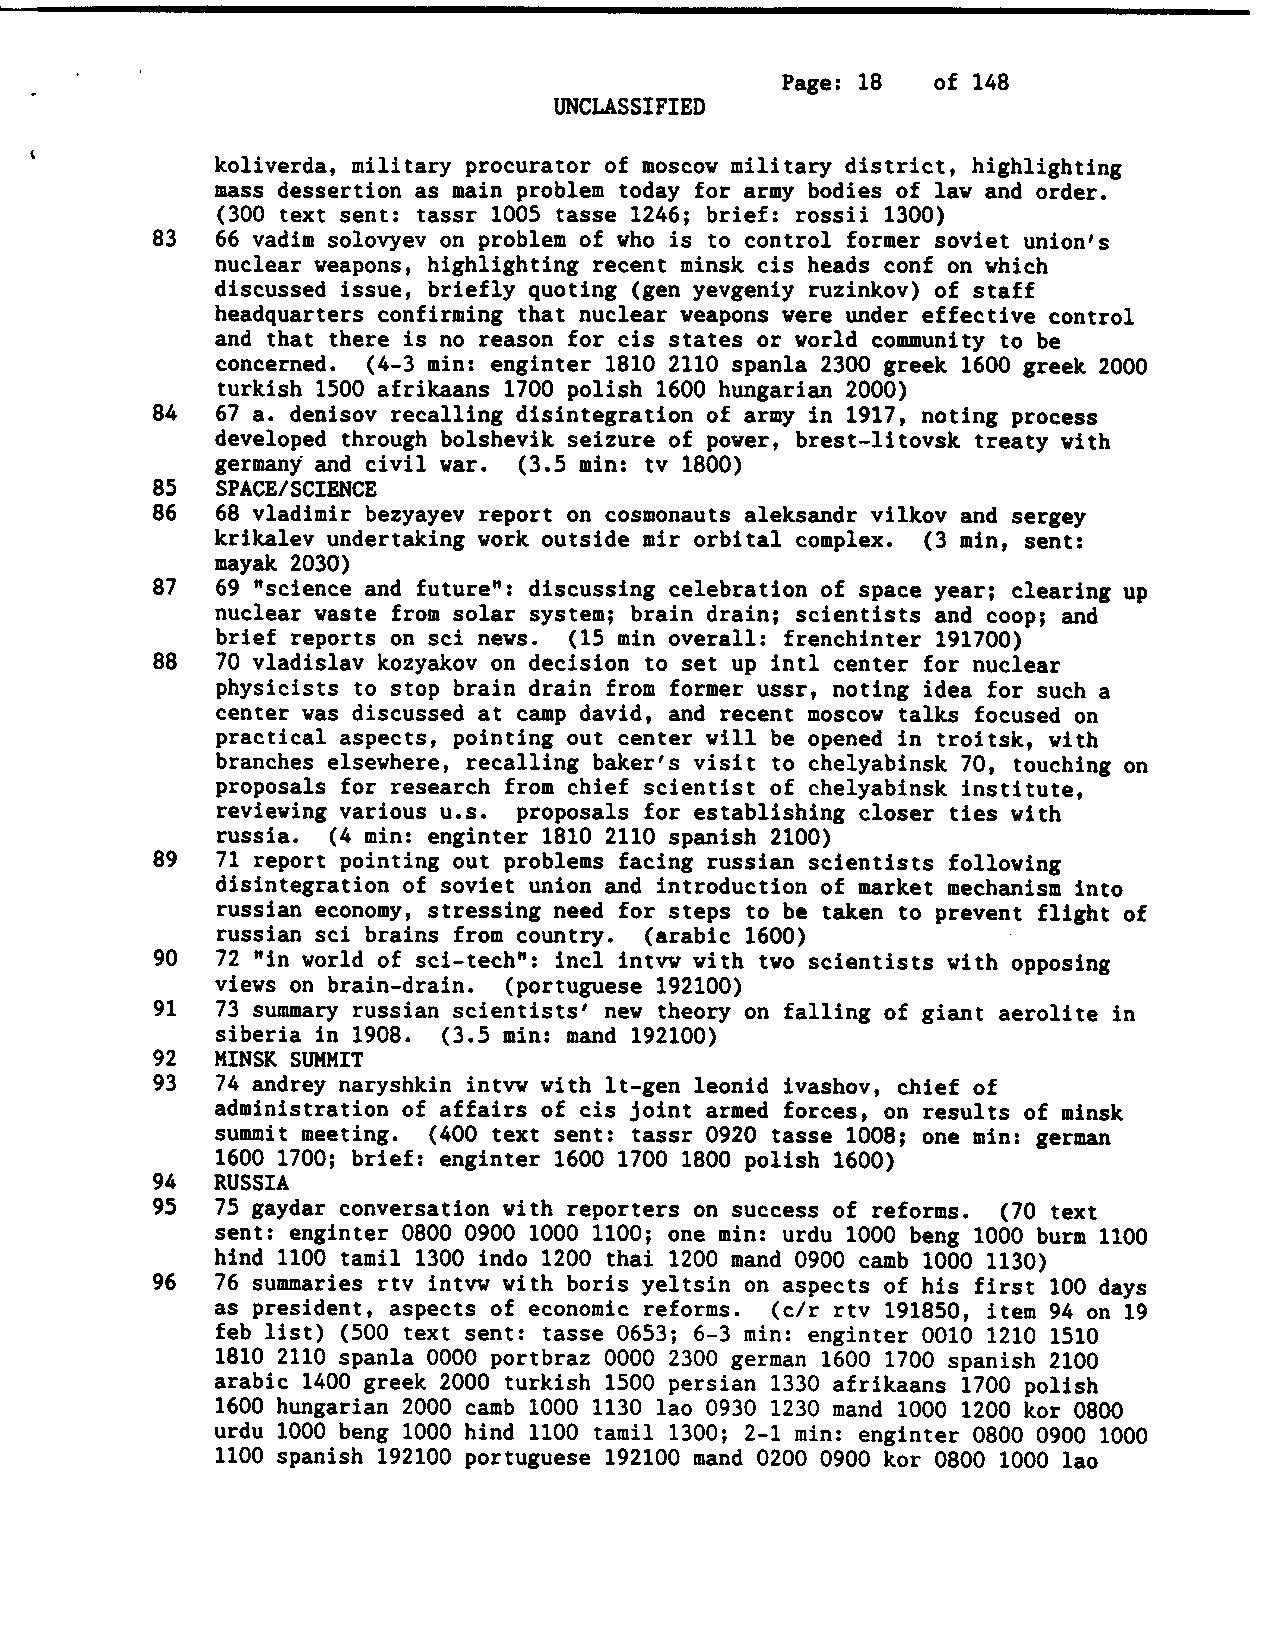 Page: 18 of 148
UNCLASSIFIED
koliverda, military procurator of moscow military district, highlighting
mass dessertion as main problem today for army bodies of law and order.
(300 text sent: tassr 1005 tasse 1246; brief: rossii 1300)
83 66 vadim solovyev on problem of who is to control former soviet union's
nuclear weapons, highlighting recent minsk cis heads conf on which
discussed issue, briefly quoting (gen yevgeniy ruzinkov) of staff
headquarters confirming that nuclear weapons were under effective control
and that there is no reason for cis states or world community to be
concerned. (4-3 min: enginter 1810 2110 spanla 2300 greek 1600 greek 2000
turkish 1500 afrikaans 1700 polish 1600 hungarian 2000)
84 67 a. denisov recalling disintegration of army in 1917, noting process
developed through bolshevik seizure of power, brest-litovsk treaty with
germany and civil war. (3.5 min: tv 1800)
85 SPACE/SCIENCE
86 68 vladimir bezyayev report on cosmonauts aleksandr vilkov and sergey
krikalev undertaking work outside mir orbital complex. (3 min, sent:
mayak 2030)
87 69 "science and future": discussing celebration of space year; clearing up
nuclear waste from solar system; brain drain; scientists and coop; and
brief reports on sci news. (15 min overall: frenchinter 191700)
88 70 vladislav kozyakov on decision to set up intl center for nuclear
physicists to stop brain drain from former ussr, noting idea for such a
center was discussed at camp david, and recent moscow talks focused on
practical aspects, pointing out center will be opened in troitsk, with
branches elsewhere, recalling baker's visit to chelyabinsk 70, touching on
proposals for research from chief scientist of chelyabinsk institute,
reviewing various u.s. proposals for establishing closer ties with
russia. (4 min: enginter 1810 2110 spanish 2100)
89 71 report pointing out problems facing russian scientists following
disintegration of soviet union and introduction of market mechanism into
russian economy, stressing need for steps to be taken to prevent flight of
russian sci brains from country. (arabic 1600)
90 72 "in world of sci-tech": incl intvw with two scientists with opposing
views on brain-drain. (portuguese 192100)
91 73 summary russian scientists' new theory on falling of giant aerolite in
siberia in 1908. (3.5 min: mand 192100)
92 MINSK SUMMIT
93 74 andrey naryshkin intvw with lt-gen leonid ivashov, chief of
administration of affairs of cis joint armed forces, on results of minsk
summit meeting. (400 text sent: tassr 0920 tasse 1008; one min: german
1600 1700; brief: enginter 1600 1700 1800 polish 1600)
94 RUSSIA
95 75 gaydar conversation with reporters on success of reforms. (70 text
sent: enginter 0800 0900 1000 1100; one min: urdu 1000 beng 1000 burm 1100
hind 1100 tamil 1300 indo 1200 thai 1200 mand 0900 camb 1000 1130)
96 76 summaries rtv intvw with boris yeltsin on aspects of his first 100 days
as president, aspects of economic reforms. (c/r rtv 191850, item 94 on 19
feb list) (500 text sent: tasse 0653; 6-3 min: enginter 0010 1210 1510
1810 2110 spanla 0000 portbraz 0000 2300 german 1600 1700 spanish 2100
arabic 1400 greek 2000 turkish 1500 persian 1330 afrikaans 1700 polish
1600 hungarian 2000 camb 1000 1130 lao 0930 1230 mand 1000 1200 kor 0800
urdu 1000 beng 1000 hind 1100 tamil 1300; 2-1 min: enginter 0800 0900 1000
1100 spanish 192100 portuguese 192100 mand 0200 0900 kor 0800 1000 lao